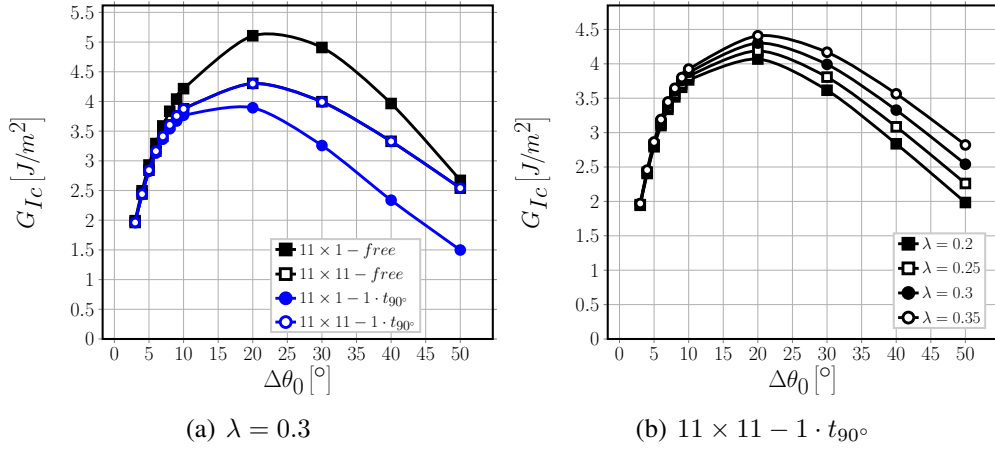 5.5
5
4.5
4
3.5
3
2.5
2
1.5
1
0.5
0
G_{Ic} [J/m^2]
0 5 10 15 20 25 30 35 40 45 50
Δθ_0 [°]
11 × 1 − free
11 × 11 − free
11 × 1 − 1 · t_{90°}
11 × 11 − 1 · t_{90°}
(a) λ = 0.3
4.5
4
3.5
3
2.5
2
1.5
1
0.5
0
G_{Ic} [J/m^2]
0 5 10 15 20 25 30 35 40 45 50
Δθ_0 [°]
λ = 0.2
λ = 0.25
λ = 0.3
λ = 0.35
(b) 11 × 11 − 1 · t_{90°}